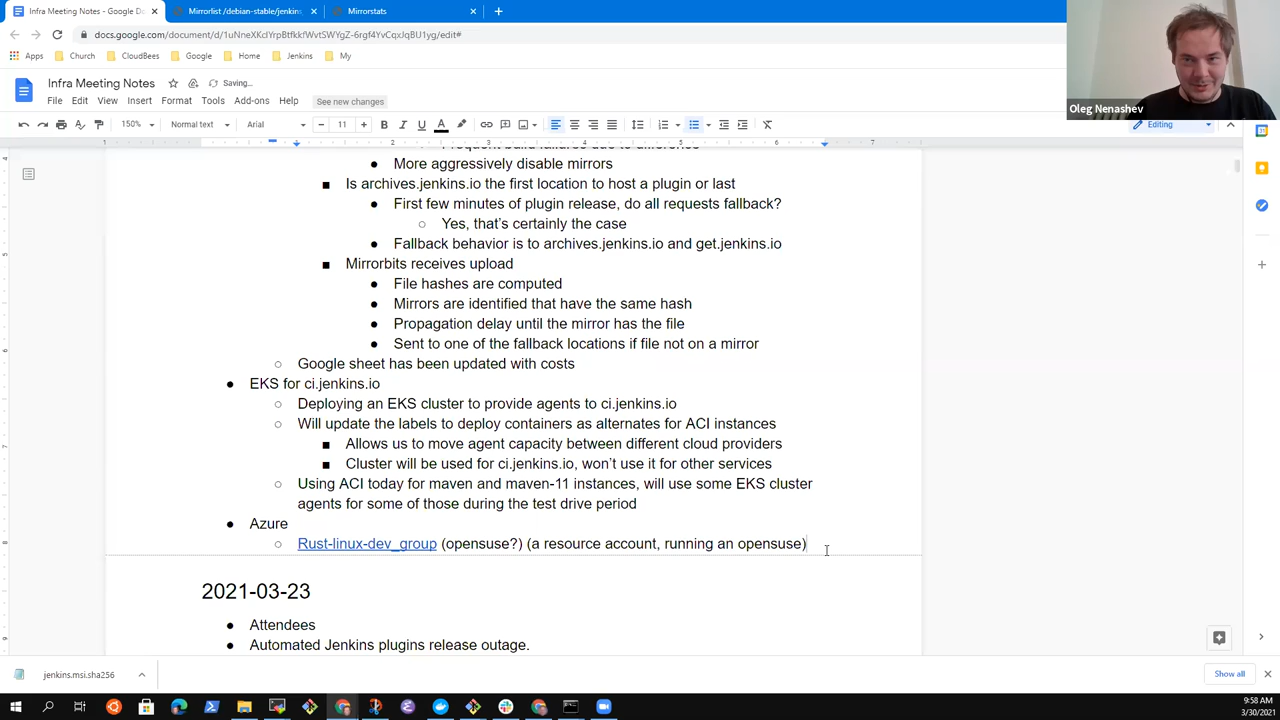 Infra Meeting Notes - Google Do
Mirrorlist /debian-stable/jenkins
Mirrorstats
docs.google.com/document/d/1uNneXKclYrpBtfkkfWvtSWYgZ-6rgf4YvCqxJqBU1yg/edit#
Apps
Church
CloudBees
Google
Home
Jenkins
My
Infra Meeting Notes
Saving...
File Edit View Insert Format Tools Add-ons Help See new changes
150% Normal text Arial 11 Editing
1 2 3 4 5 6 7
More aggressively disable mirrors
Is archives.jenkins.io the first location to host a plugin or last
First few minutes of plugin release, do all requests fallback?
Yes, that's certainly the case
Fallback behavior is to archives.jenkins.io and get.jenkins.io
Mirrorbits receives upload
File hashes are computed
Mirrors are identified that have the same hash
Propagation delay until the mirror has the file
Sent to one of the fallback locations if file not on a mirror
Google sheet has been updated with costs
EKS for ci.jenkins.io
Deploying an EKS cluster to provide agents to ci.jenkins.io
Will update the labels to deploy containers as alternates for ACI instances
Allows us to move agent capacity between different cloud providers
Cluster will be used for ci.jenkins.io, won't use it for other services
Using ACI today for maven and maven-11 instances, will use some EKS cluster
agents for some of those during the test drive period
Azure
Rust-linux-dev_group (opensuse?) (a resource account, running an opensuse)
2021-03-23
Attendees
Automated Jenkins plugins release outage.
Oleg Nenashev
jenkins.msi.sha256
Show all
9:58 AM
3/30/2021